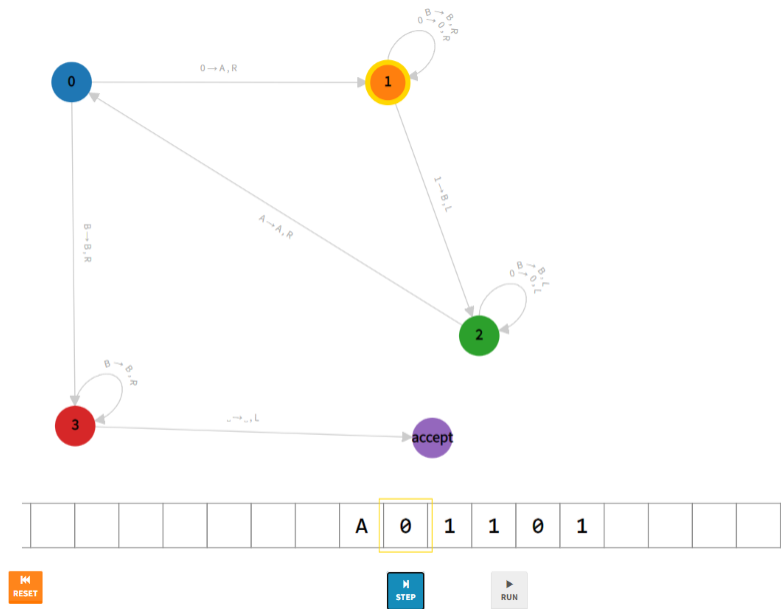 B→B,R
0→0,R
0
0→A,R
1
1→B,L
A→A,R
B→B,R
B→B,L
0→0,L
2
B→B,R
3
⎵→⎵,L
accept
A 0 1 1 0 1
RESET
STEP
RUN